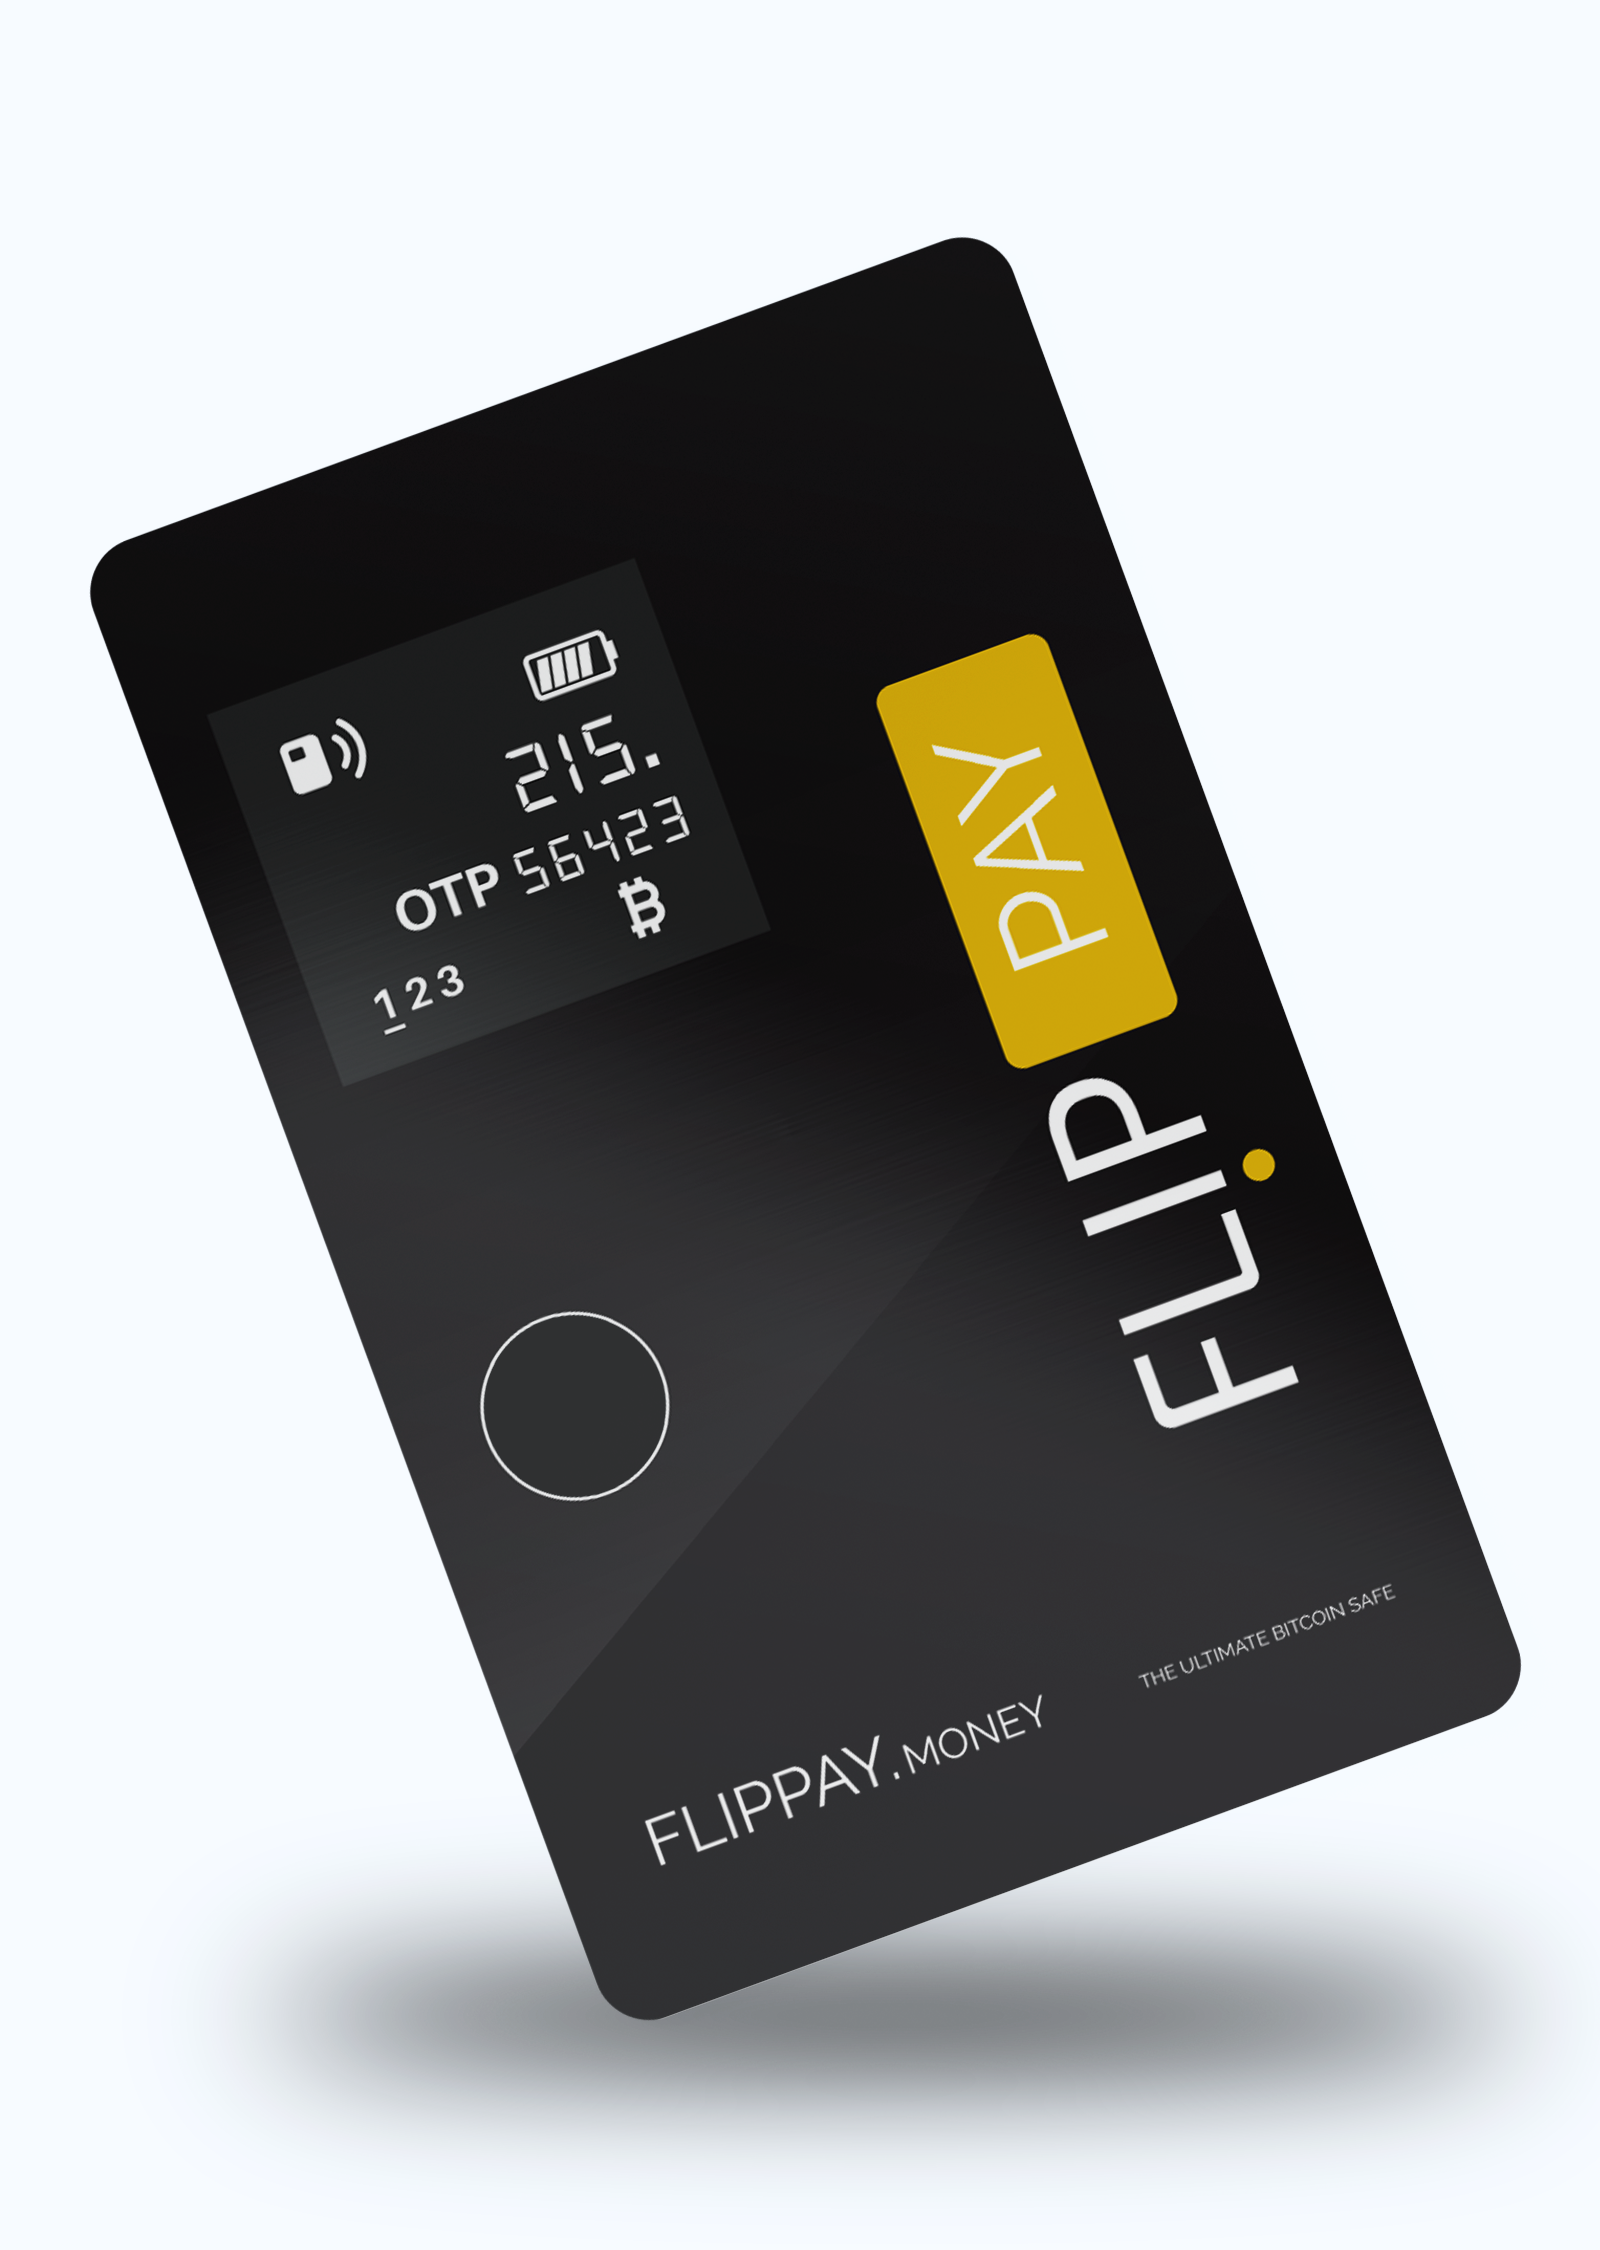 215.
OTP 56423
₿
123
FLIP PAY
FLIPPAY.MONEY
THE ULTIMATE BITCOIN SAFE